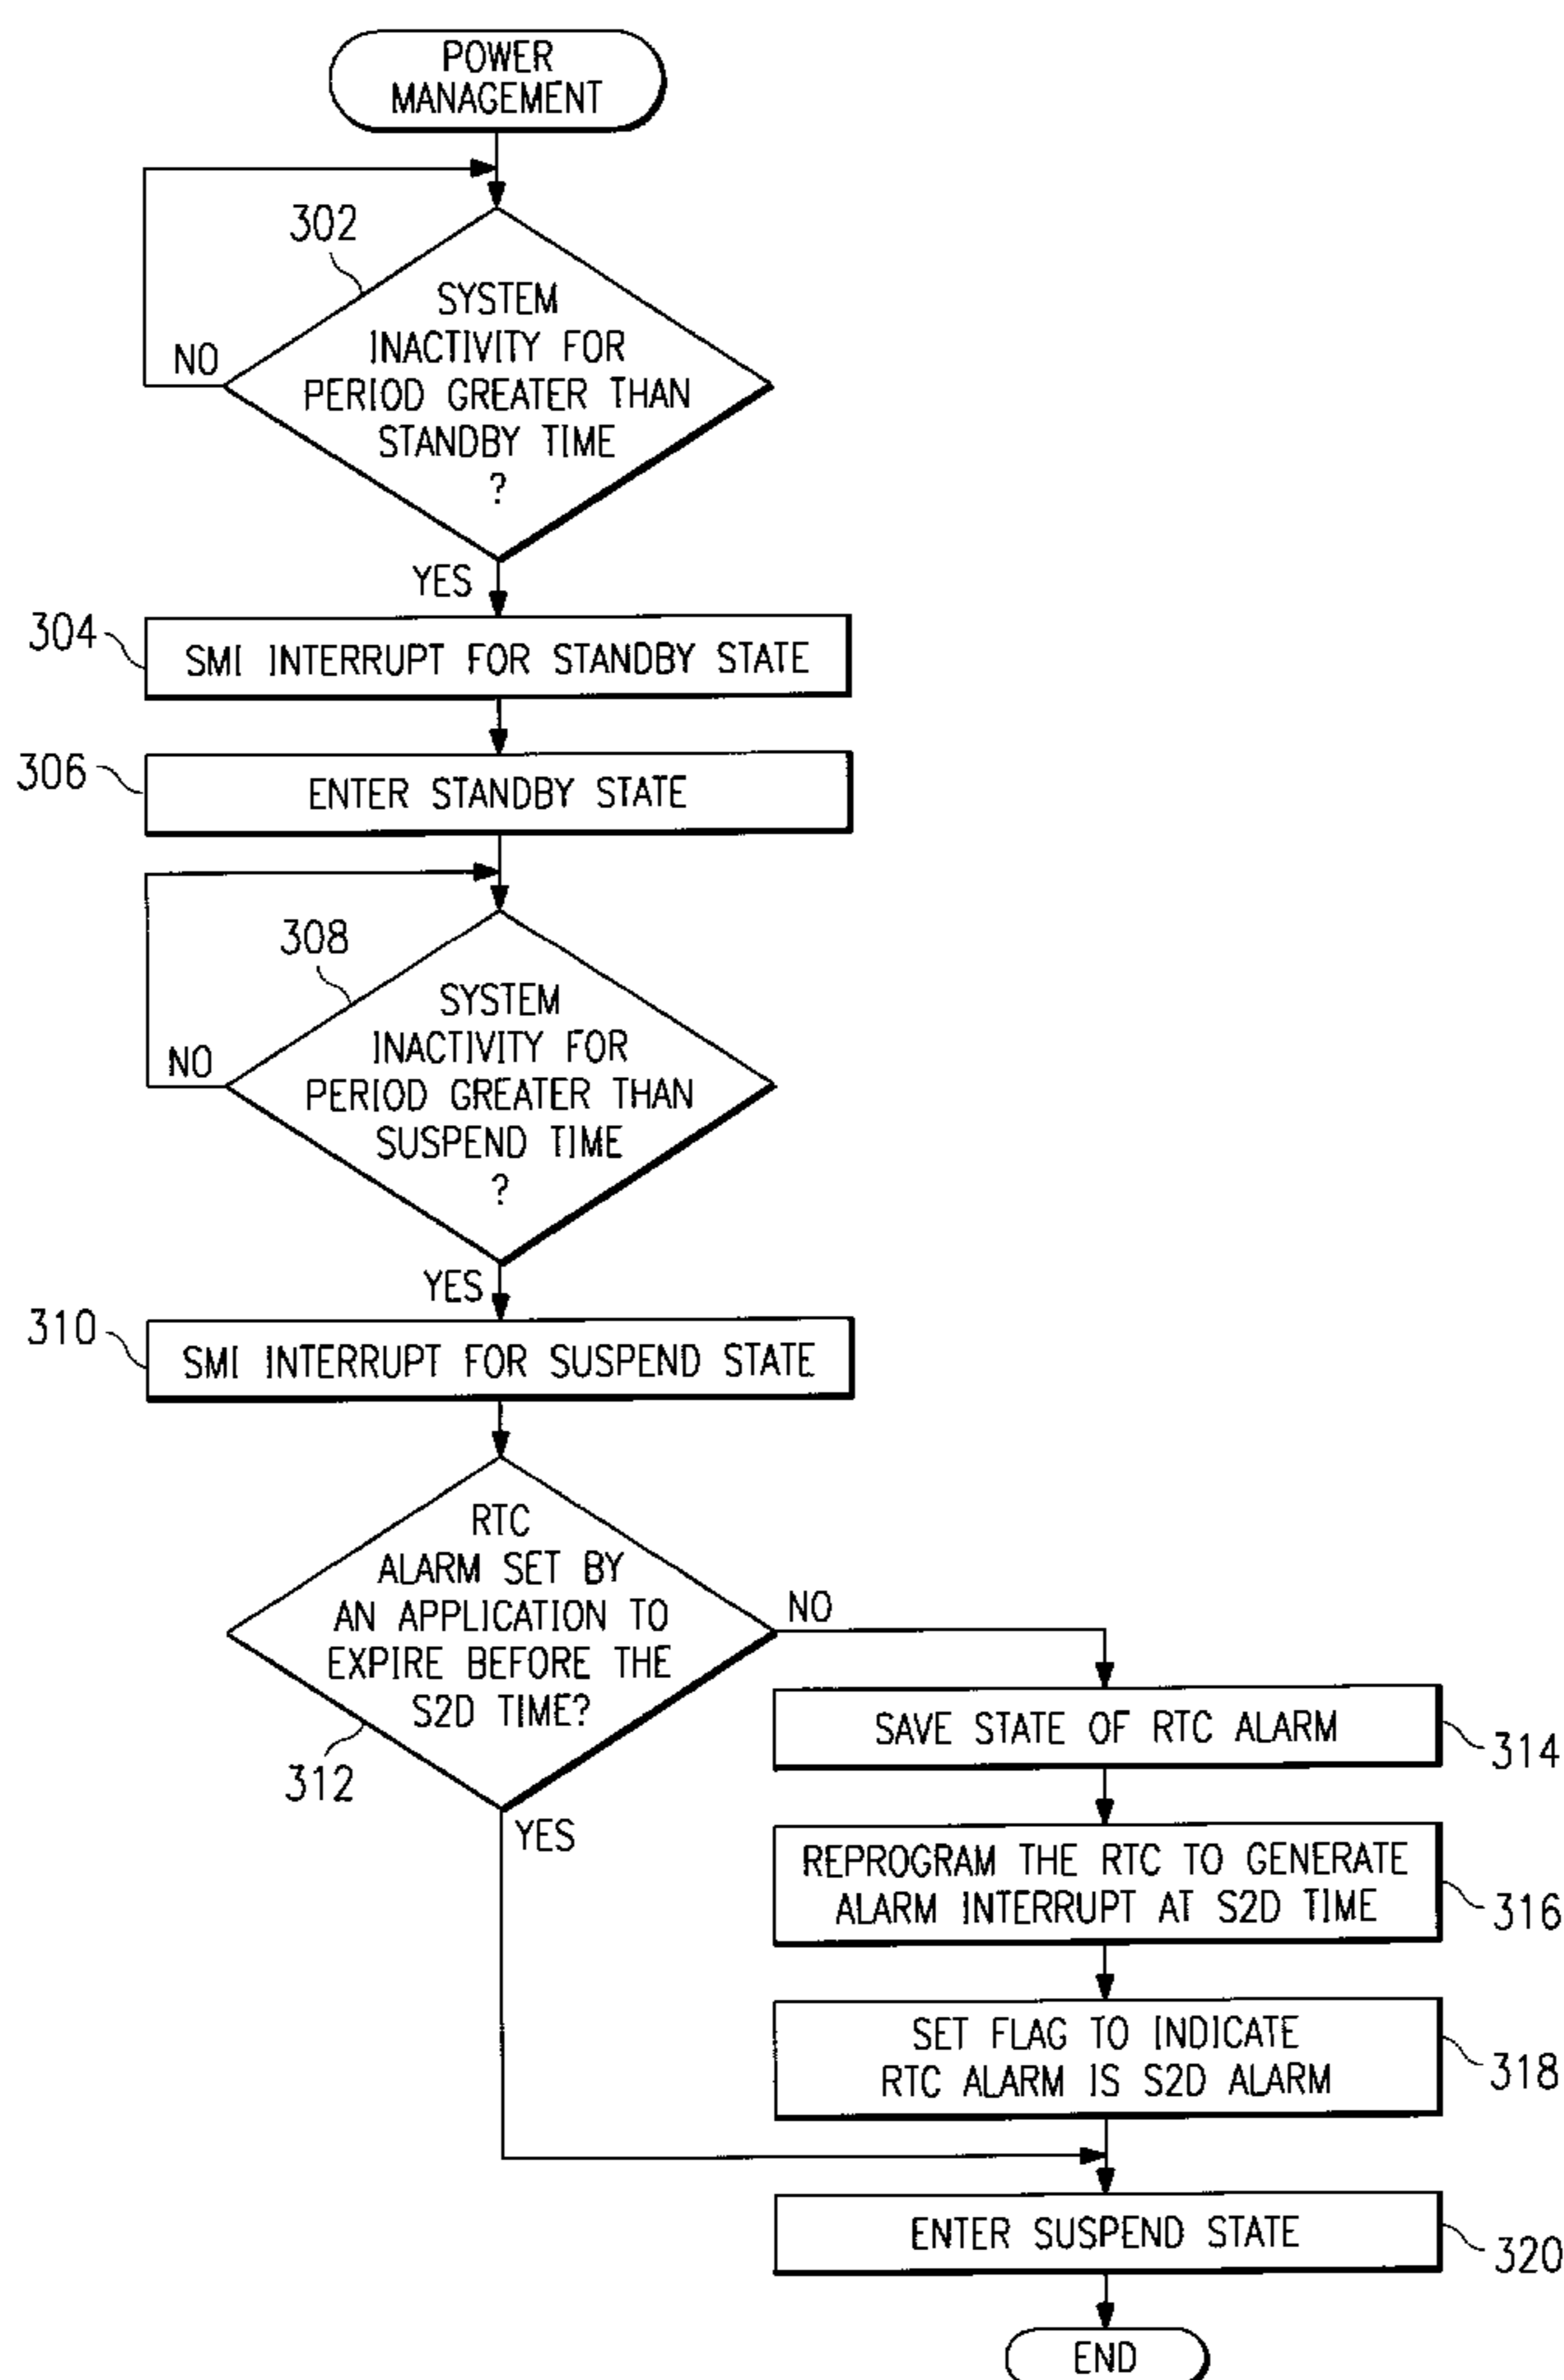 POWER
MANAGEMENT
302
SYSTEM
INACTIVITY FOR
PERIOD GREATER THAN
STANDBY TIME
?
NO
YES
304
SMI INTERRUPT FOR STANDBY STATE
306
ENTER STANDBY STATE
308
SYSTEM
INACTIVITY FOR
PERIOD GREATER THAN
SUSPEND TIME
?
NO
YES
310
SMI INTERRUPT FOR SUSPEND STATE
RTC
ALARM SET BY
AN APPLICATION TO
EXPIRE BEFORE THE
S2D TIME?
312
NO
YES
SAVE STATE OF RTC ALARM
314
REPROGRAM THE RTC TO GENERATE
ALARM INTERRUPT AT S2D TIME
316
SET FLAG TO INDICATE
RTC ALARM IS S2D ALARM
318
ENTER SUSPEND STATE
320
END